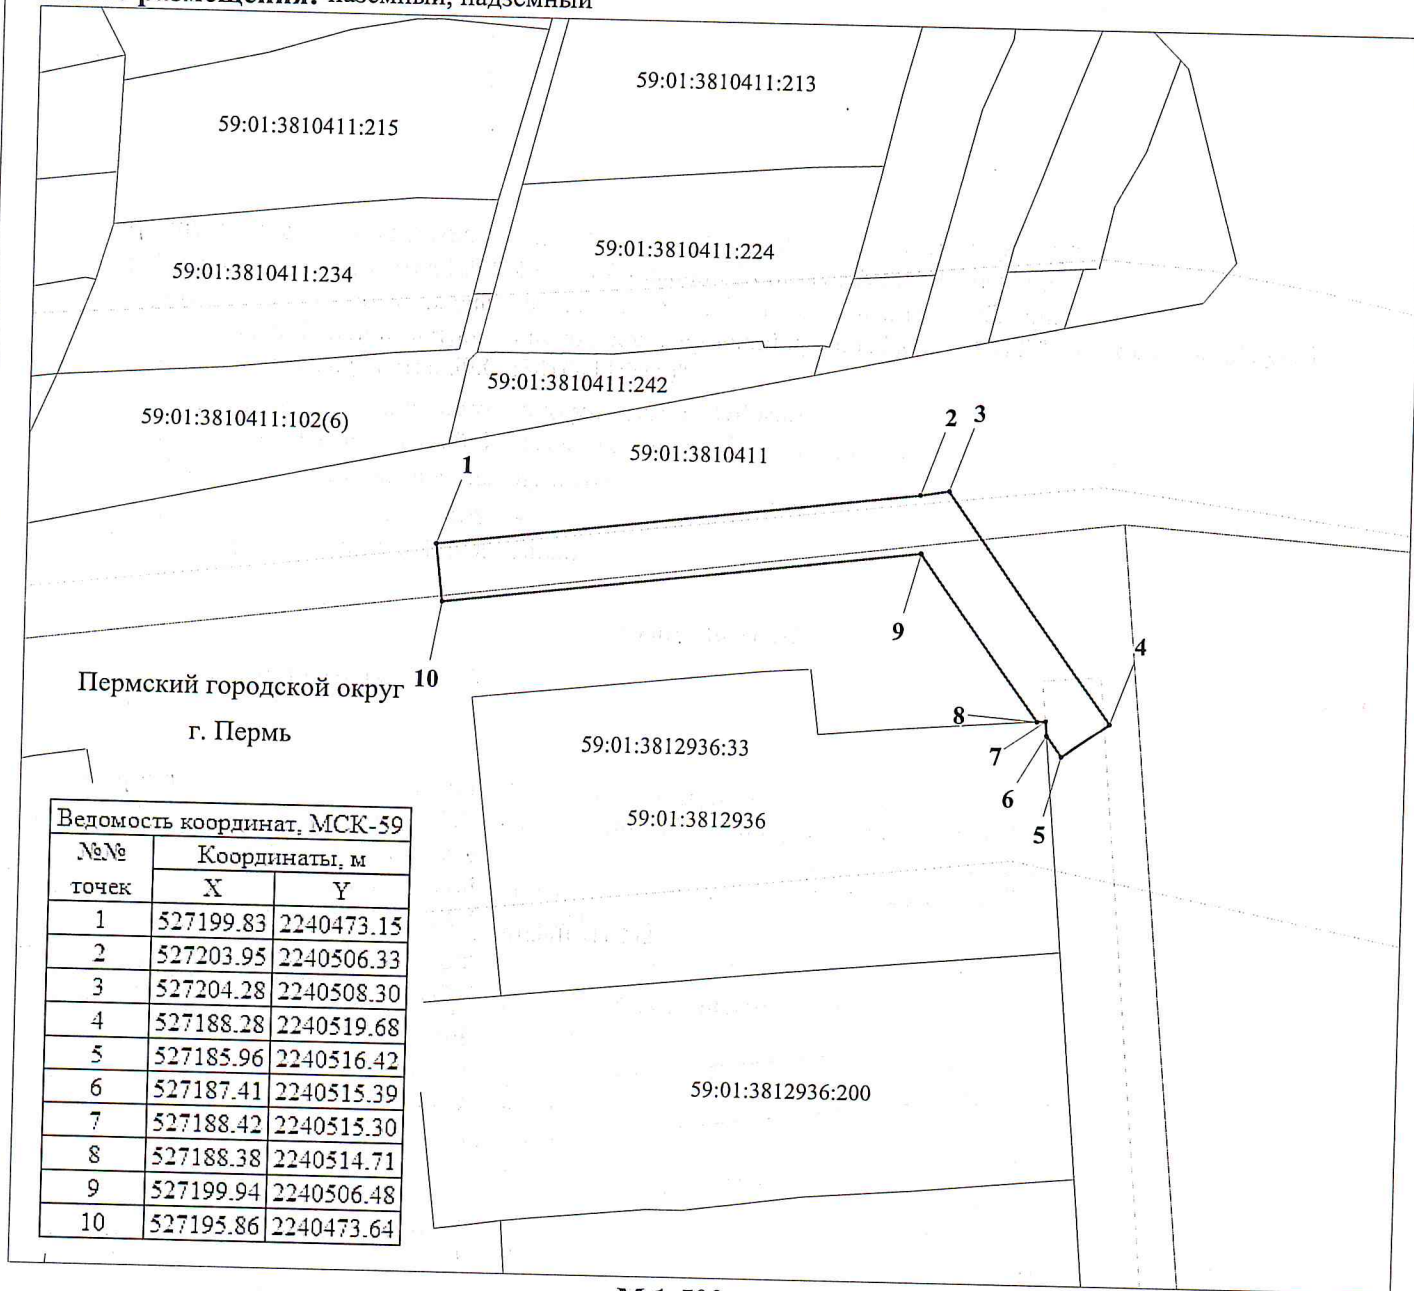 размещения: наземный, надземный
59:01:3810411:213
59:01:3810411:215
59:01:3810411:224
59:01:3810411:234
59:01:3810411:242
59:01:3810411:102(6)
59:01:3810411
1
2
3
4
5
6
7
8
9
10
Пермский городской округ
г. Пермь
59:01:3812936:33
59:01:3812936
59:01:3812936:200
Ведомость координат, МСК-59
№№ точек Координаты, м
X Y
1 527199.83 2240473.15
2 527203.95 2240506.33
3 527204.28 2240508.30
4 527188.28 2240519.68
5 527185.96 2240516.42
6 527187.41 2240515.39
7 527188.42 2240515.30
8 527188.38 2240514.71
9 527199.94 2240506.48
10 527195.86 2240473.64